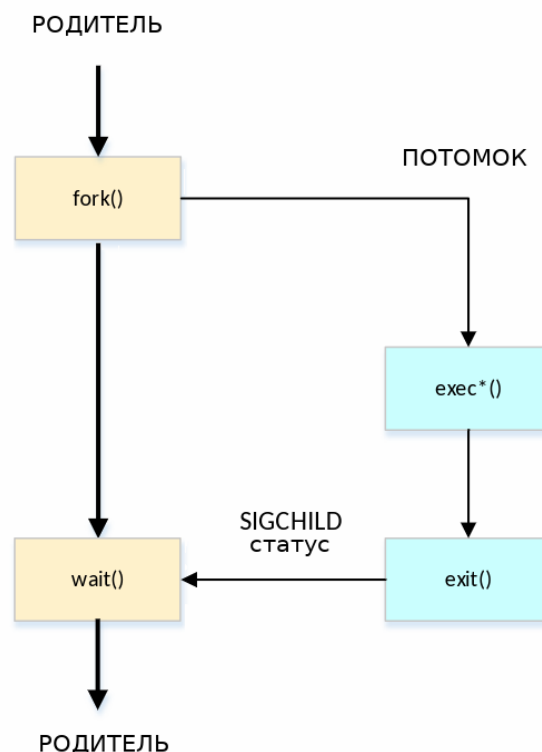 РОДИТЕЛЬ
ПОТОМОК
fork()
exec*()
SIGCHILD
статус
wait()
exit()
РОДИТЕЛЬ